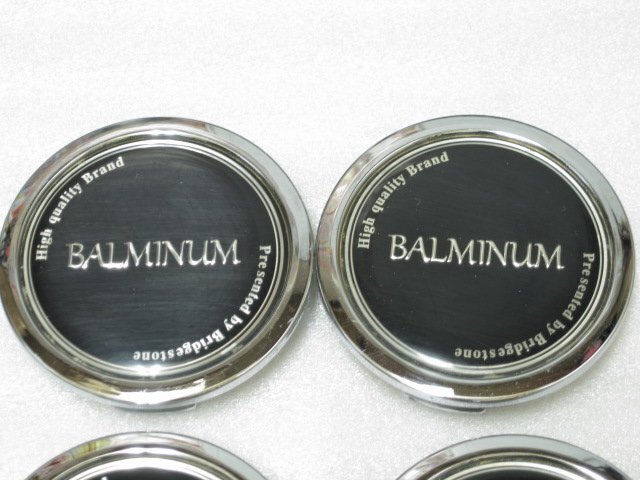 High quality Brand
BALMINUM
Presented by Bridgestone
High quality Brand
BALMINUM
Presented by Bridgestone